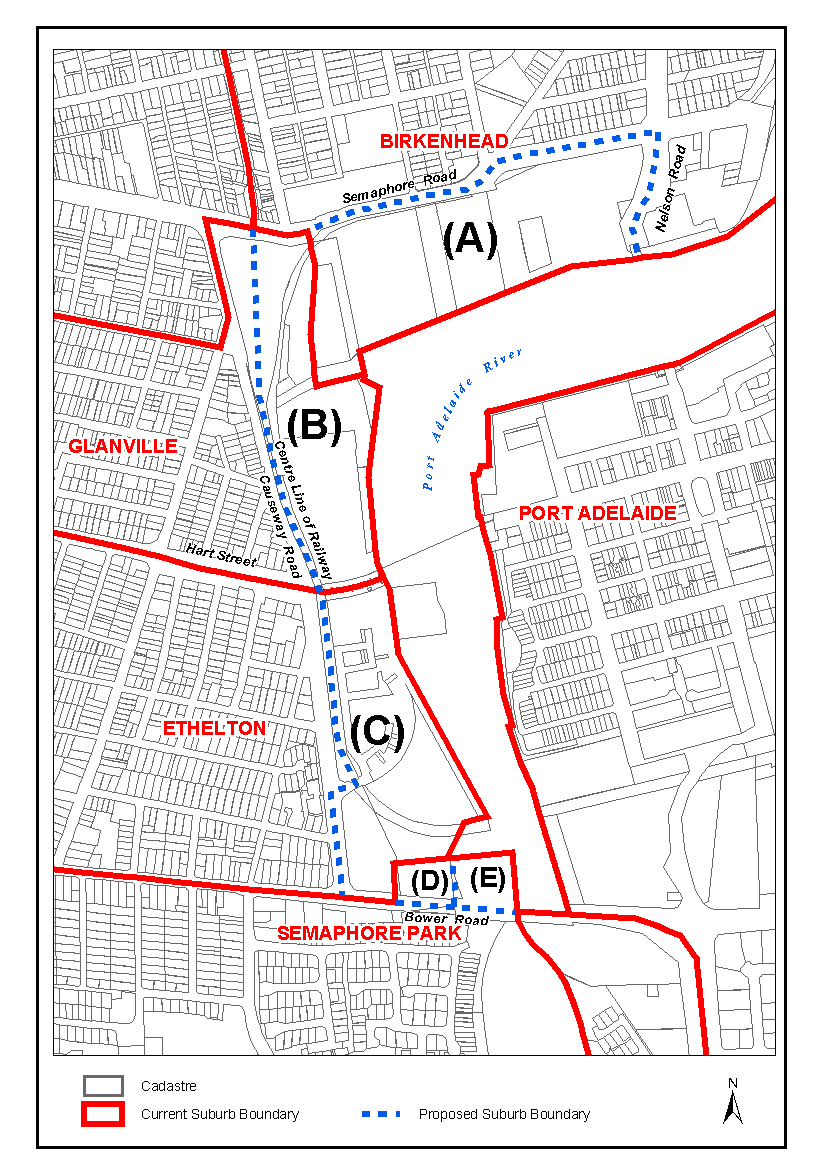 BIRKENHEAD
Semaphore Road
Nelson Road
(A)
Port Adelaide River
(B)
GLANVILLE
Centre Line of Railway
Causeway Road
PORT ADELAIDE
Hart Street
ETHELTON
(C)
(D)
(E)
Bower Road
SEMAPHORE PARK
N
Cadastre
Current Suburb Boundary
Proposed Suburb Boundary